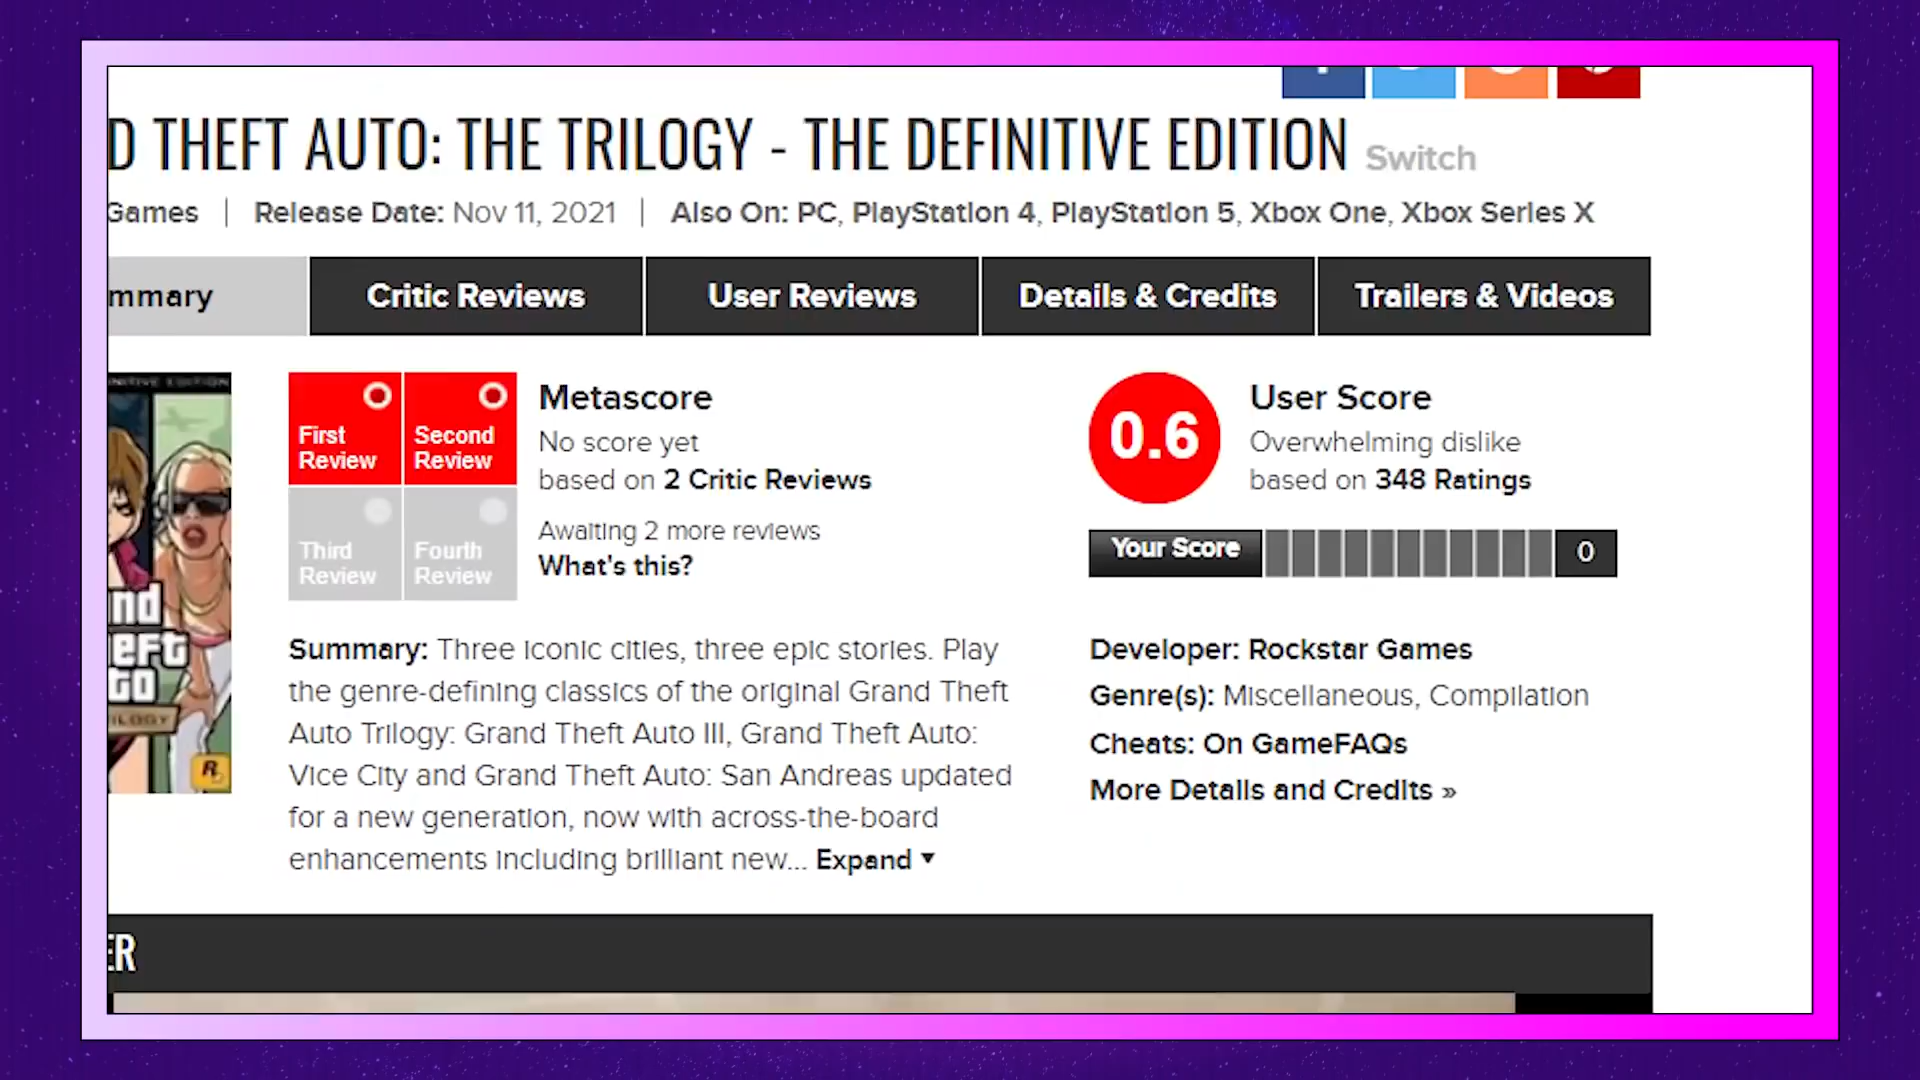 D THEFT AUTO: THE TRILOGY - THE DEFINITIVE EDITION Switch
Games | Release Date: Nov 11, 2021 | Also On: PC, PlayStation 4, PlayStation 5, Xbox One, Xbox Series X
mmary
Critic Reviews
User Reviews
Details & Credits
Trailers & Videos
First Review
Second Review
Third Review
Fourth Review
Metascore
No score yet
based on 2 Critic Reviews
Awaiting 2 more reviews
What's this?
0.6
User Score
Overwhelming dislike
based on 348 Ratings
Your Score
0
nd
eft
to
ILOGY
R
Summary: Three iconic cities, three epic stories. Play
the genre-defining classics of the original Grand Theft
Auto Trilogy: Grand Theft Auto III, Grand Theft Auto:
Vice City and Grand Theft Auto: San Andreas updated
for a new generation, now with across-the-board
enhancements including brilliant new... Expand
Developer: Rockstar Games
Genre(s): Miscellaneous, Compilation
Cheats: On GameFAQs
More Details and Credits »
ER